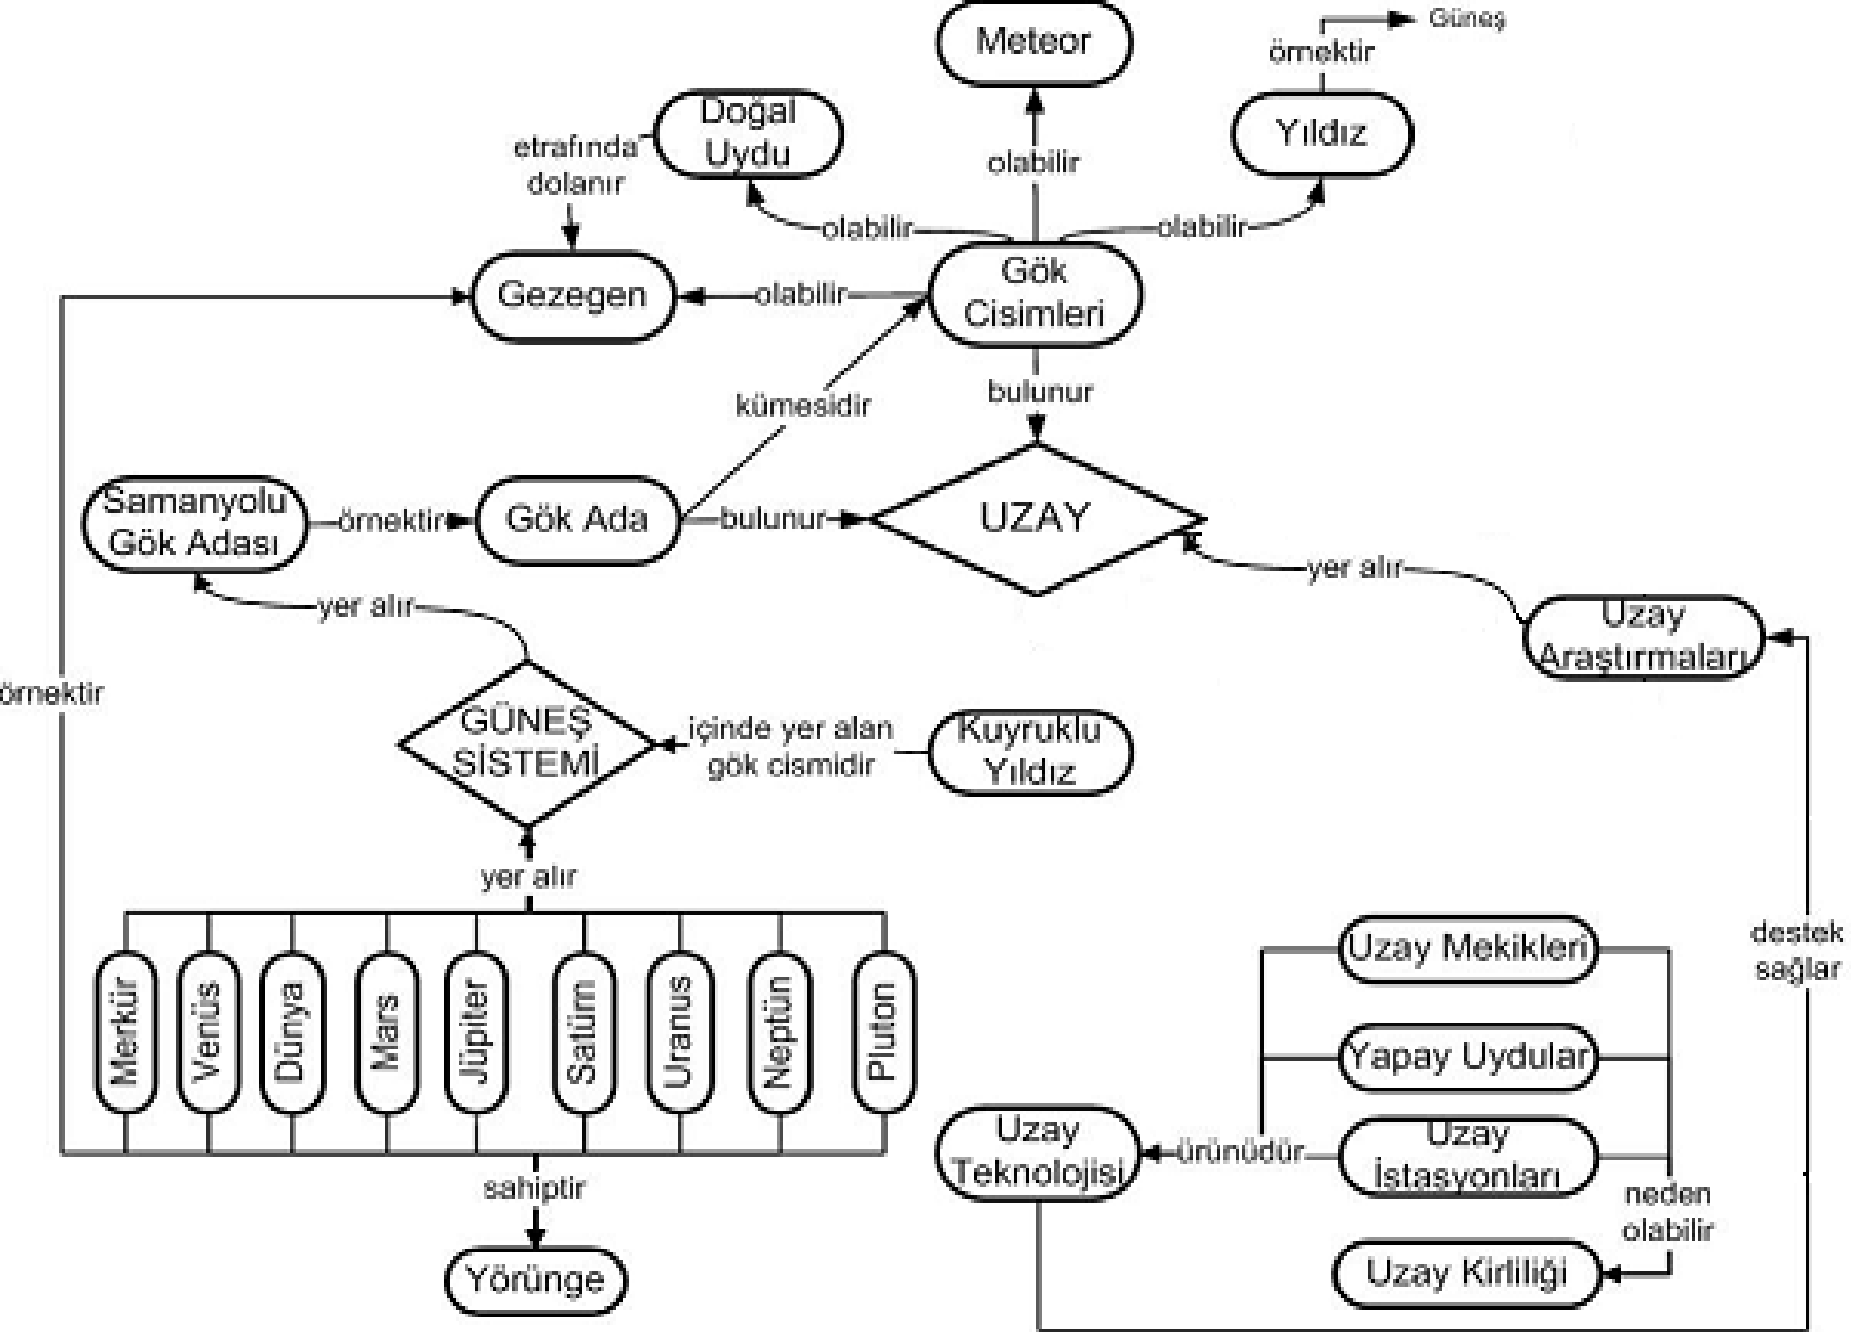 Meteor
Güneş
örnektir
Doğal
Uydu
Yıldız
etrafında
dolanır
olabilir
olabilir
olabilir
Gezegen
olabilir
Gök
Cisimleri
kümesidir
bulunur
Samanyolu
Gök Adası
örnektir
Gök Ada
bulunur
UZAY
yer alır
yer alır
Uzay
Araştırmaları
örnektir
GÜNEŞ
SİSTEMİ
içinde yer alan
gök cismidir
Kuyruklu
Yıldız
yer alır
Merkür
Venüs
Dünya
Mars
Jüpiter
Satürn
Uranus
Neptün
Pluton
sahiptir
Yörünge
Uzay Mekikleri
destek
sağlar
Yapay Uydular
Uzay
Teknolojisi
ürünüdür
Uzay
İstasyonları
neden
olabilir
Uzay Kirliliği